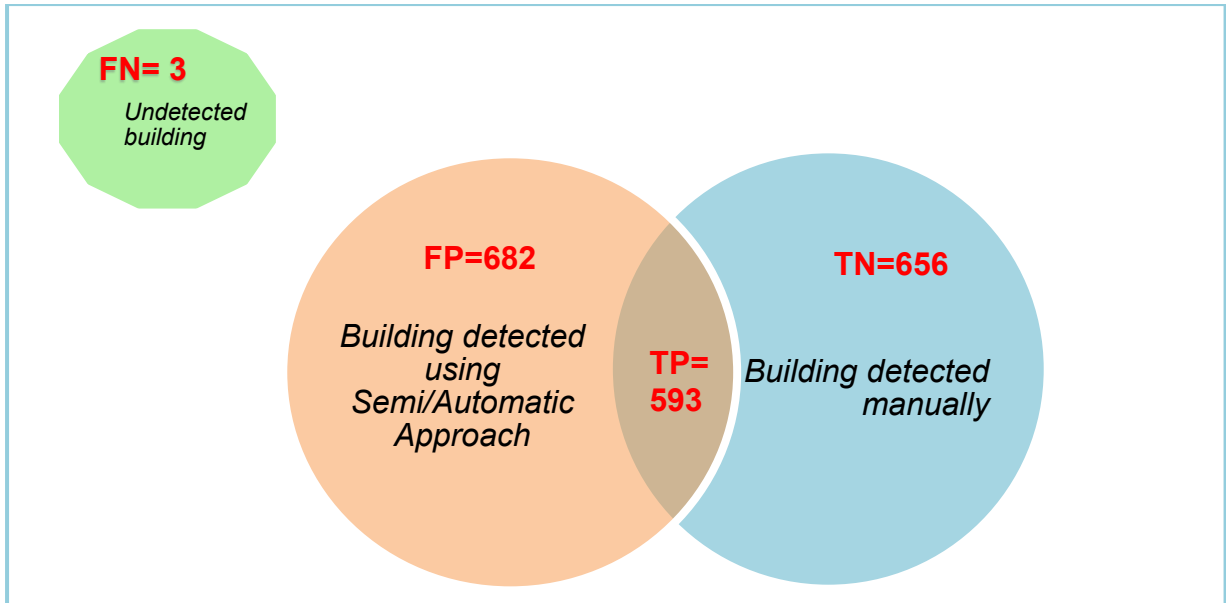 FN= 3
Undetected
building
FP=682
Building detected
using
Semi/Automatic
Approach
TP=
593
TN=656
Building detected
manually